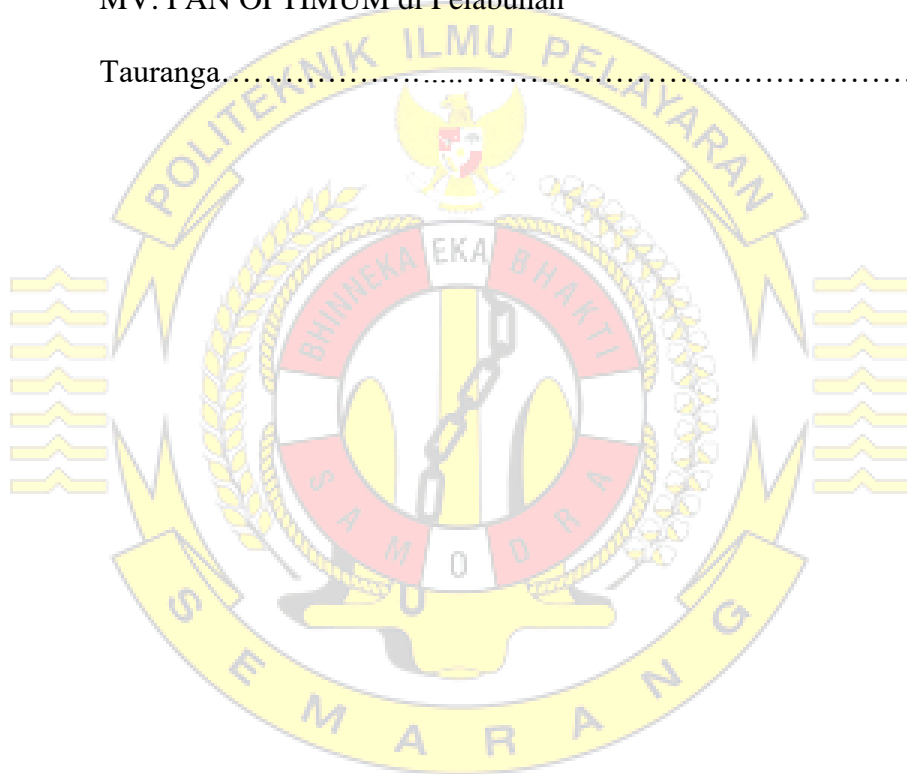 MV. PAN OPTIMUM di Pelabuhan
Tauranga……………….....…………………………………………
POLITEKNIK ILMU PELAYARAN
BHINNEKA EKA BHAKTI
SAMODRA
SEMARANG